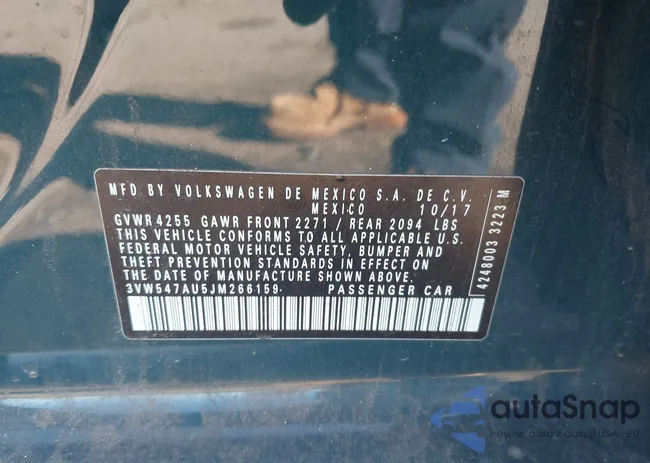 MFD BY VOLKSWAGEN DE MEXICO S.A. DE C.V.
MEXICO 10/17
GVWR 4255 GAWR FRONT 2271 / REAR 2094 LBS
THIS VEHICLE CONFORMS TO ALL APPLICABLE U.S.
FEDERAL MOTOR VEHICLE SAFETY, BUMPER AND
THEFT PREVENTION STANDARDS IN EFFECT ON THE
DATE OF MANUFACTURE SHOWN ABOVE.
3VW547AU5JM266159 PASSENGER CAR
4248003 3223 M
autoSnap